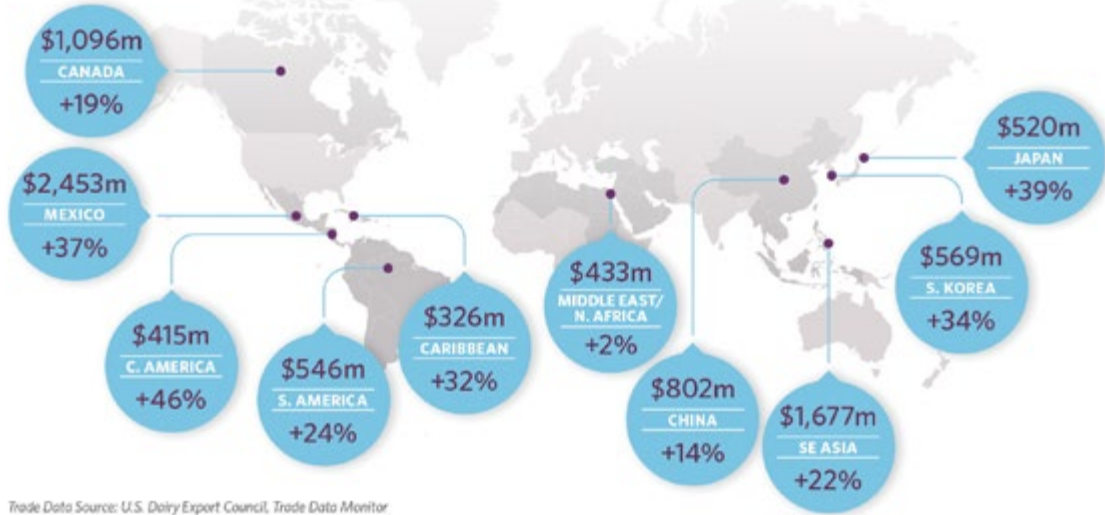 $1,096m
CANADA
+19%
$2,453m
MEXICO
+37%
$415m
C. AMERICA
+46%
$546m
S. AMERICA
+24%
$326m
CARIBBEAN
+32%
$433m
MIDDLE EAST/
N. AFRICA
+2%
$802m
CHINA
+14%
$1,677m
SE ASIA
+22%
$569m
S. KOREA
+34%
$520m
JAPAN
+39%
Trade Data Source: U.S. Dairy Export Council, Trade Data Monitor